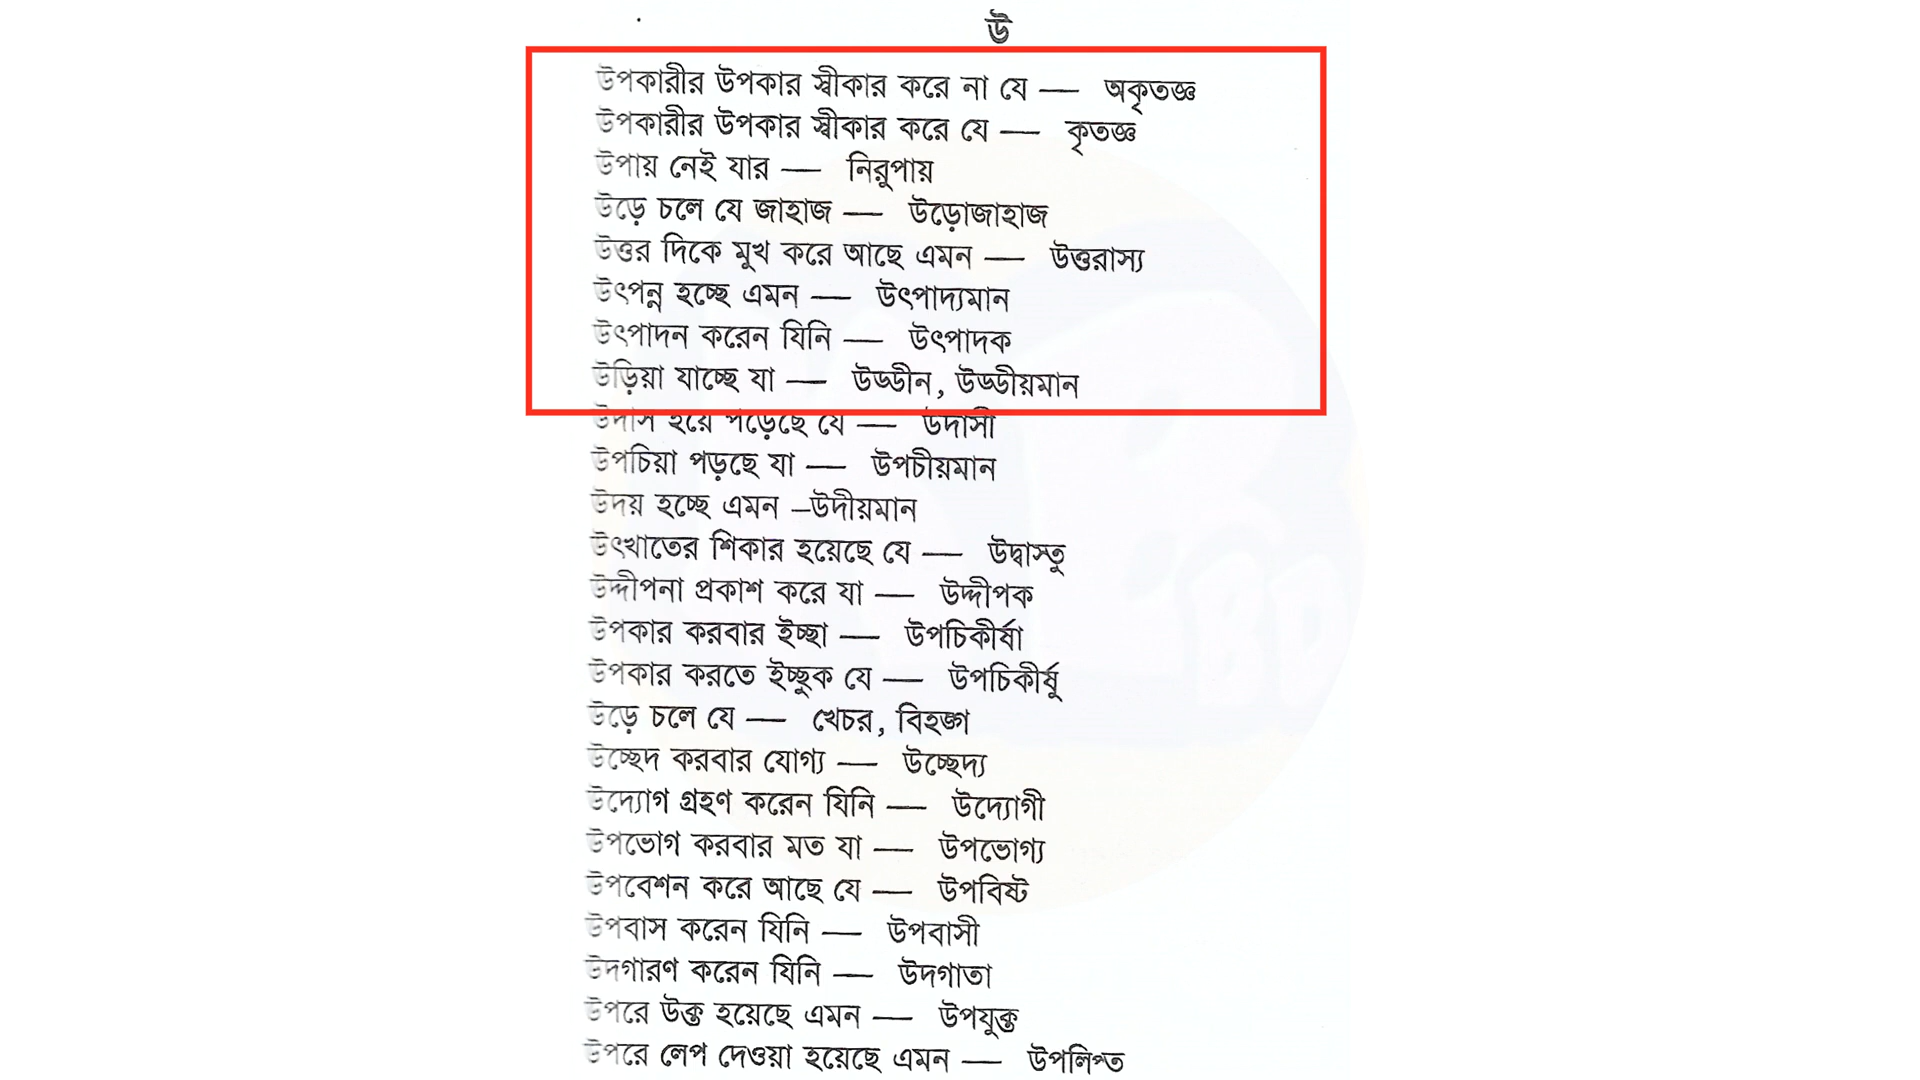 উ
উপকারীর উপকার স্বীকার করে না যে — অকৃতজ্ঞ
উপকারীর উপকার স্বীকার করে যে — কৃতজ্ঞ
উপায় নেই যার — নিরুপায়
উড়ে চলে যে জাহাজ — উড়োজাহাজ
উত্তর দিকে মুখ করে আছে এমন — উত্তরাস্য
উৎপন্ন হচ্ছে এমন — উৎপাদ্যমান
উৎপাদন করেন যিনি — উৎপাদক
উড়িয়া যাচ্ছে যা — উড্ডীন, উড্ডীয়মান
উদাস হয়ে পড়েছে যে — উদাসী
উপচিয়া পড়ছে যা — উপচীয়মান
উদয় হচ্ছে এমন –উদীয়মান
উৎখাতের শিকার হয়েছে যে — উদ্বাস্তু
উদ্দীপনা প্রকাশ করে যা — উদ্দীপক
উপকার করবার ইচ্ছা — উপচিকীর্ষা
উপকার করতে ইচ্ছুক যে — উপচিকীর্ষু
উড়ে চলে যে — খেচর, বিহঙ্গ
উচ্ছেদ করবার যোগ্য — উচ্ছেদ্য
উদ্যোগ গ্রহণ করেন যিনি — উদ্যোগী
উপভোগ করবার মত যা — উপভোগ্য
উপবেশন করে আছে যে — উপবিষ্ট
উপবাস করেন যিনি — উপবাসী
উদগারণ করেন যিনি — উদগাতা
উপরে উক্ত হয়েছে এমন — উপযুক্ত
উপরে লেপ দেওয়া হয়েছে এমন — উপলিপ্ত